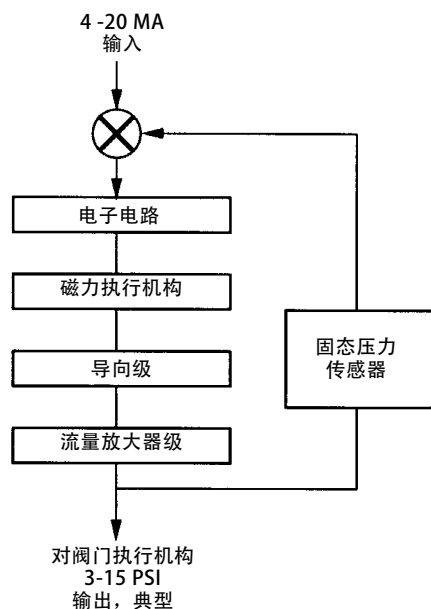 4 -20 MA
输入
电子电路
磁力执行机构
导向级
流量放大器级
固态压力
传感器
对阀门执行机构
3-15 PSI
输出，典型